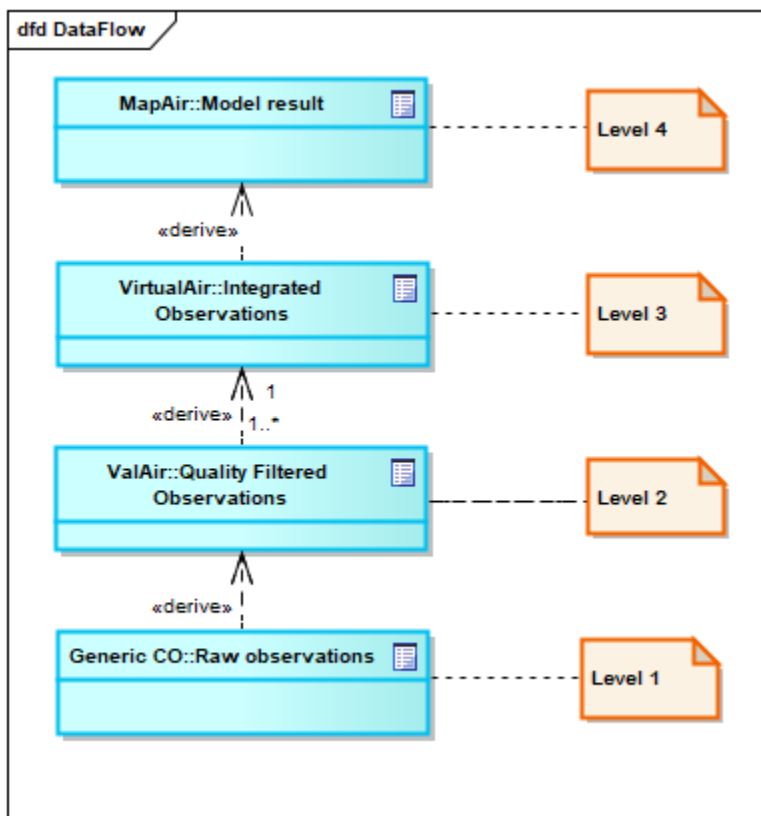 dfd DataFlow
MapAir::Model result
Level 4
«derive»
VirtualAir::Integrated
Observations
Level 3
1
«derive»
1..*
ValAir::Quality Filtered
Observations
Level 2
«derive»
Generic CO::Raw observations
Level 1